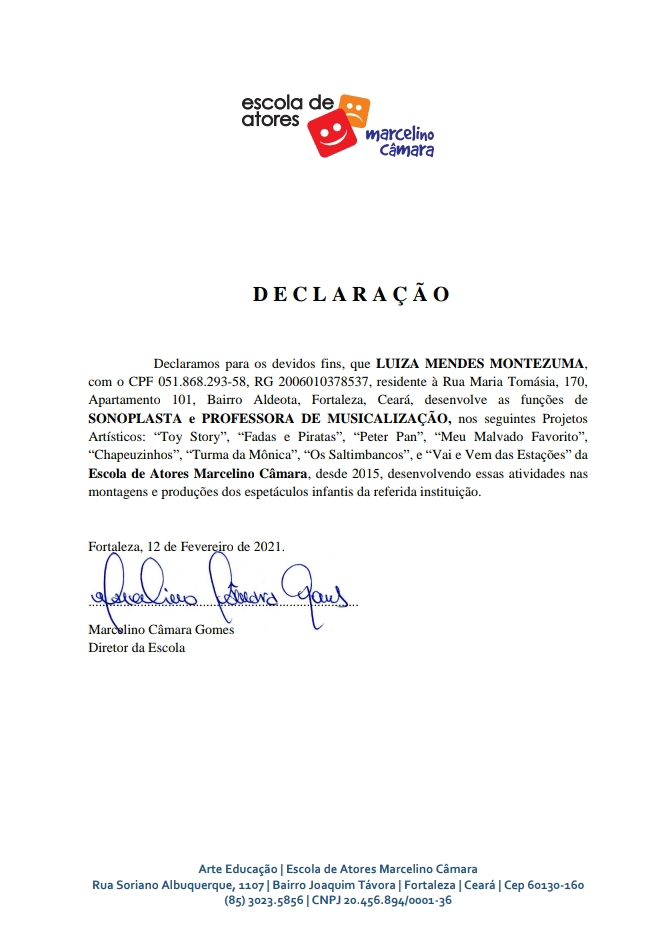 escola de
atores
marcelino
câmara
DECLARAÇÃO
Declaramos para os devidos fins, que LUIZA MENDES MONTEZUMA,
com o CPF 051.868.293-58, RG 2006010378537, residente à Rua Maria Tomásia, 170,
Apartamento 101, Bairro Aldeota, Fortaleza, Ceará, desenvolve as funções de
SONOPLASTA e PROFESSORA DE MUSICALIZAÇÃO, nos seguintes Projetos
Artísticos: “Toy Story”, “Fadas e Piratas”, “Peter Pan”, “Meu Malvado Favorito”,
“Chapeuzinhos”, “Turma da Mônica”, “Os Saltimbancos”, e “Vai e Vem das Estações” da
Escola de Atores Marcelino Câmara, desde 2015, desenvolvendo essas atividades nas
montagens e produções dos espetáculos infantis da referida instituição.
Fortaleza, 12 de Fevereiro de 2021.
Marcelino Câmara Gomes
Marcelino Câmara Gomes
Diretor da Escola
Arte Educação | Escola de Atores Marcelino Câmara
Rua Soriano Albuquerque, 1107 | Bairro Joaquim Távora | Fortaleza | Ceará | Cep 60130-160
(85) 3023.5856 | CNPJ 20.456.894/0001-36